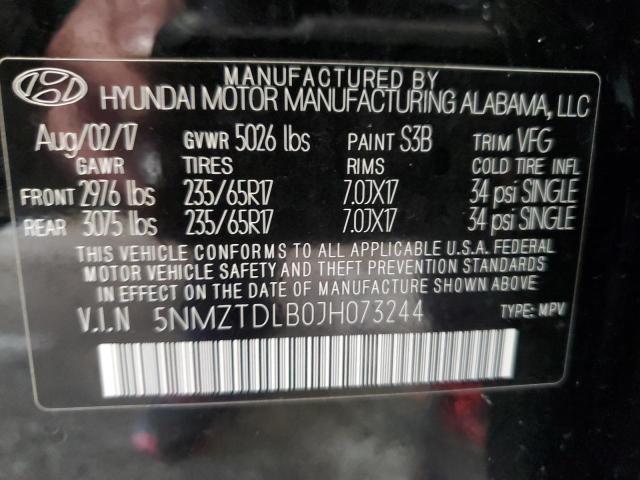 MANUFACTURED BY
HYUNDAI MOTOR MANUFACTURING ALABAMA, LLC
Aug/02/17 GVWR 5026 lbs PAINT S3B TRIM VFG
GAWR TIRES RIMS COLD TIRE INFL
FRONT 2976 lbs 235/65R17 7.0JX17 34 psi SINGLE
REAR 3075 lbs 235/65R17 7.0JX17 34 psi SINGLE
THIS VEHICLE CONFORMS TO ALL APPLICABLE U.S.A. FEDERAL
MOTOR VEHICLE SAFETY AND THEFT PREVENTION STANDARDS
IN EFFECT ON THE DATE OF MANUFACTURE SHOWN ABOVE.
V.I.N 5NMZTDLB0JH073244 TYPE: MPV